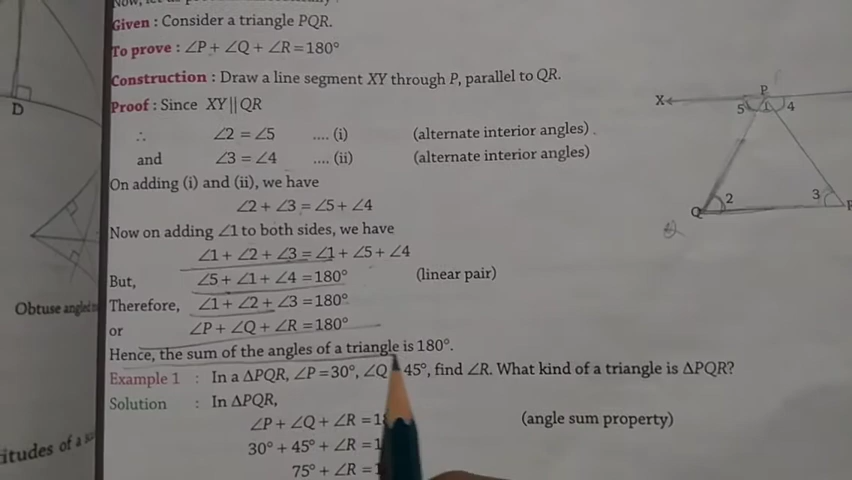 Given : Consider a triangle PQR.
To prove : ∠P + ∠Q + ∠R = 180°
Construction : Draw a line segment XY through P, parallel to QR.
Proof : Since XY || QR
∴ ∠2 = ∠5 .... (i) (alternate interior angles)
and ∠3 = ∠4 .... (ii) (alternate interior angles)
On adding (i) and (ii), we have
∠2 + ∠3 = ∠5 + ∠4
Now on adding ∠1 to both sides, we have
∠1 + ∠2 + ∠3 = ∠1 + ∠5 + ∠4
But, ∠5 + ∠1 + ∠4 = 180° (linear pair)
Therefore, ∠1 + ∠2 + ∠3 = 180°
or ∠P + ∠Q + ∠R = 180°
Hence, the sum of the angles of a triangle is 180°.
Example 1 : In a ΔPQR, ∠P = 30°, ∠Q 45°, find ∠R. What kind of a triangle is ΔPQR?
Solution : In ΔPQR,
∠P + ∠Q + ∠R = (angle sum property)
30° + 45° + ∠R =
75° + ∠R =
D
Obtuse angled
of a
X P
5 1 4
Q 2 3